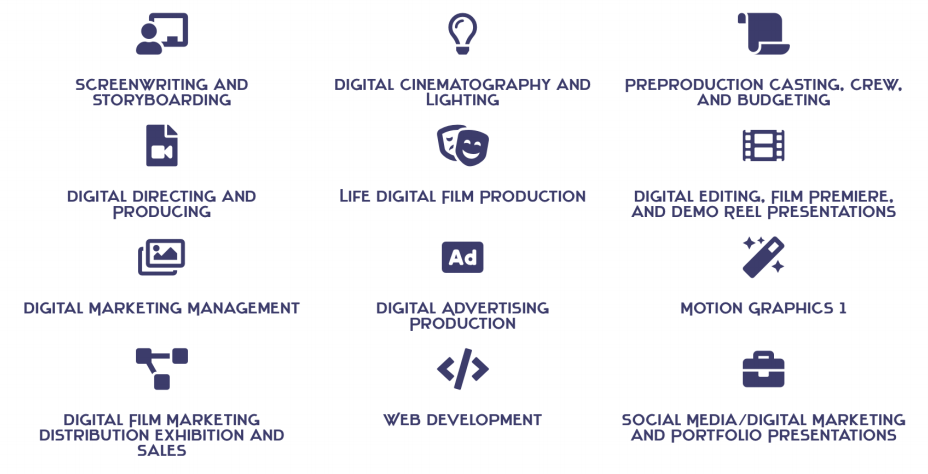 SCREENWRITING AND
STORYBOARDING
DIGITAL CINEMATOGRAPHY AND
LIGHTING
PREPRODUCTION CASTING, CREW,
AND BUDGETING
DIGITAL DIRECTING AND
PRODUCING
LIFE DIGITAL FILM PRODUCTION
DIGITAL EDITING, FILM PREMIERE,
AND DEMO REEL PRESENTATIONS
DIGITAL MARKETING MANAGEMENT
Ad
DIGITAL ADVERTISING
PRODUCTION
MOTION GRAPHICS 1
DIGITAL FILM MARKETING
DISTRIBUTION EXHIBITION AND
SALES
WEB DEVELOPMENT
SOCIAL MEDIA/DIGITAL MARKETING
AND PORTFOLIO PRESENTATIONS